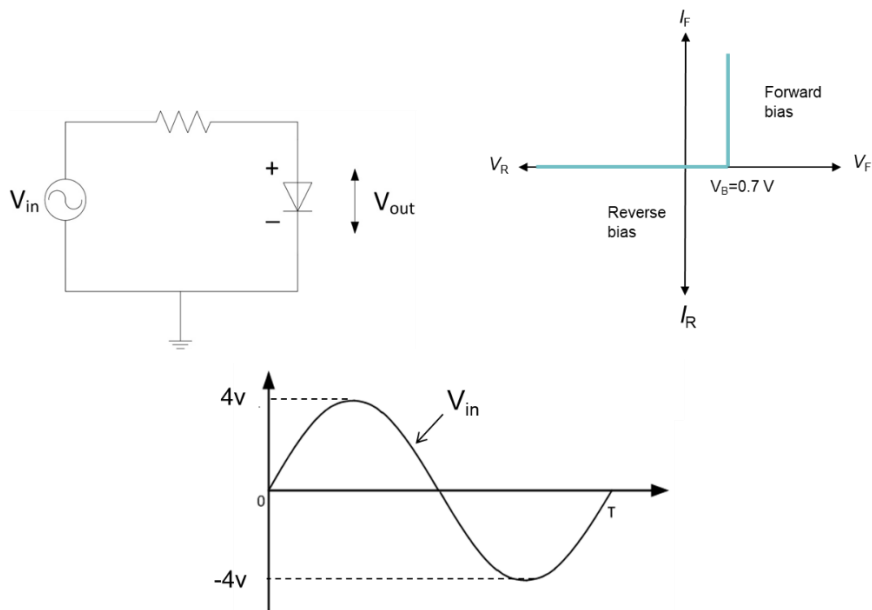 V_in
+
−
V_out
I_F
Forward
bias
V_R
V_F
V_B=0.7 V
Reverse
bias
I_R
4v
V_in
0
T
-4v